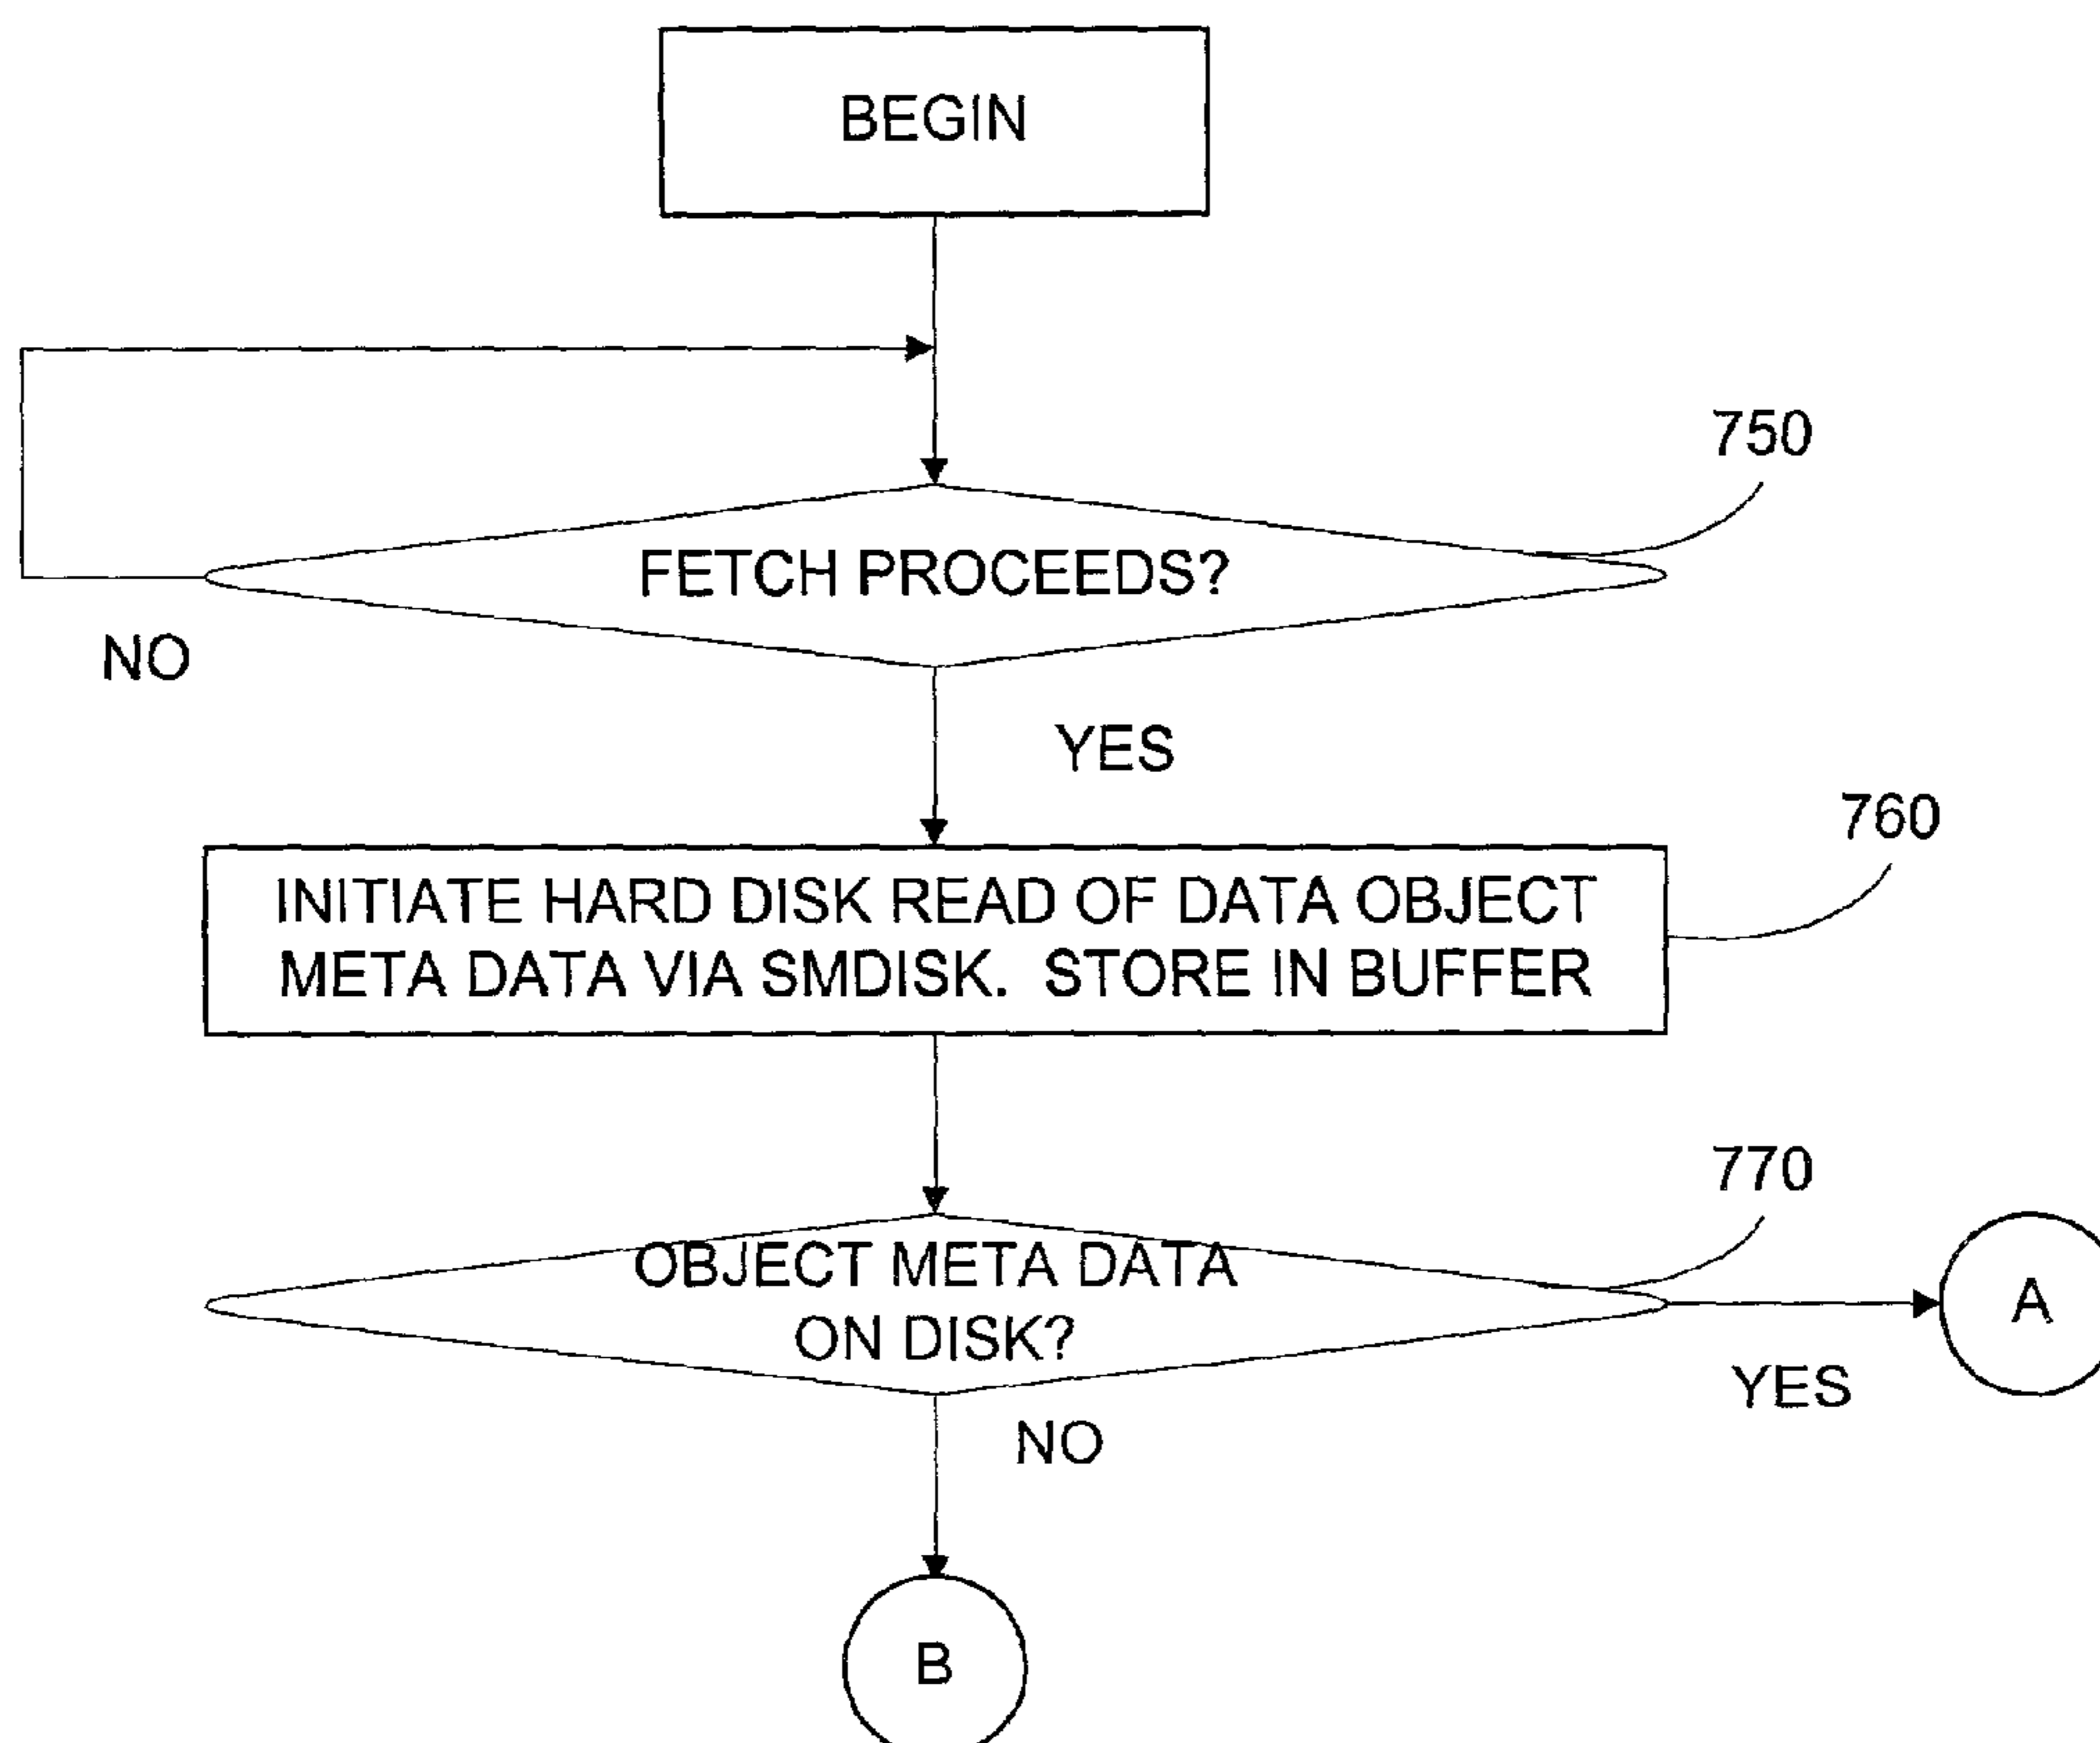 BEGIN
750
FETCH PROCEEDS?
NO
YES
760
INITIATE HARD DISK READ OF DATA OBJECT
META DATA VIA SMDISK. STORE IN BUFFER
770
OBJECT META DATA
ON DISK?
A
YES
NO
B